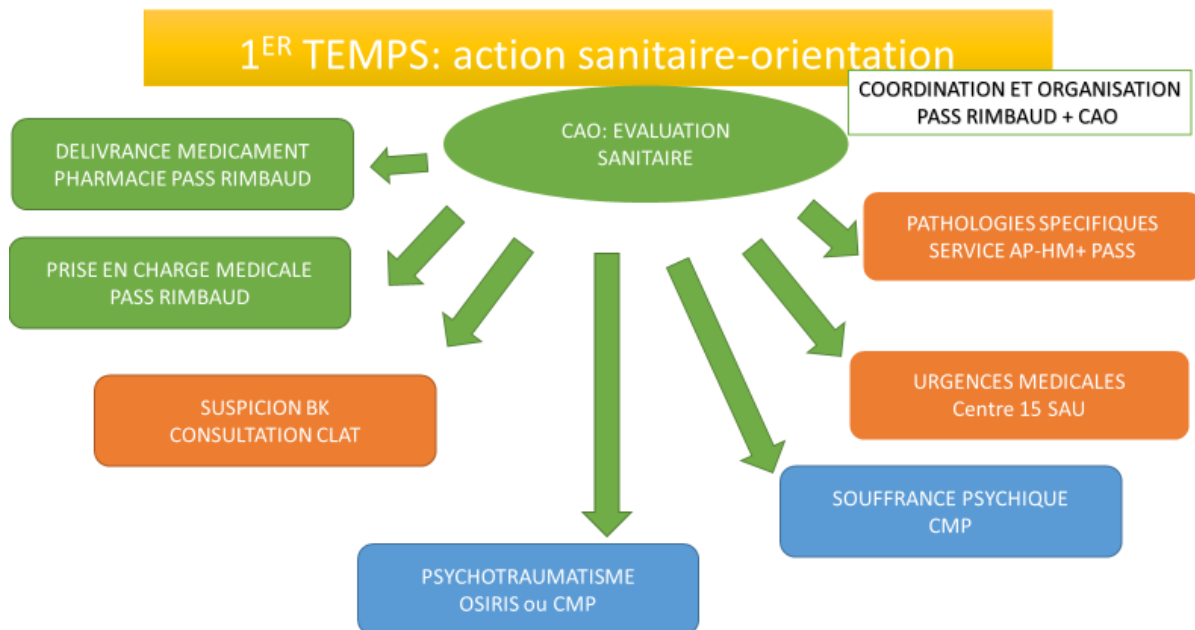 1ER TEMPS: action sanitaire-orientation
COORDINATION ET ORGANISATION
PASS RIMBAUD + CAO
CAO: EVALUATION
SANITAIRE
DELIVRANCE MEDICAMENT
PHARMACIE PASS RIMBAUD
PATHOLOGIES SPECIFIQUES
SERVICE AP-HM+ PASS
PRISE EN CHARGE MEDICALE
PASS RIMBAUD
SUSPICION BK
CONSULTATION CLAT
URGENCES MEDICALES
Centre 15 SAU
SOUFFRANCE PSYCHIQUE
CMP
PSYCHOTRAUMATISME
OSIRIS ou CMP